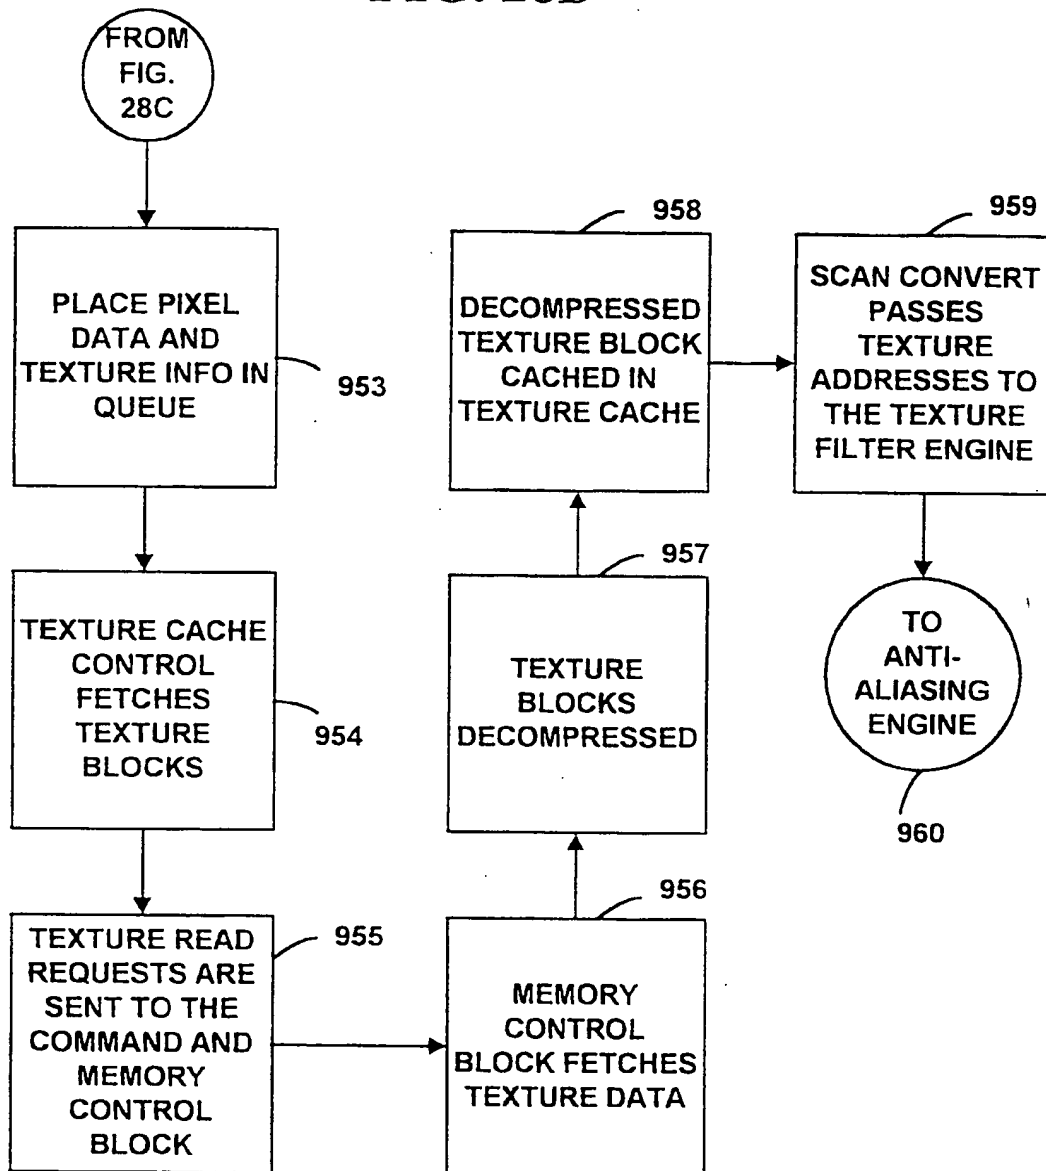 FROM
FIG.
28C
PLACE PIXEL
DATA AND
TEXTURE INFO IN
QUEUE
953
TEXTURE CACHE
CONTROL
FETCHES
TEXTURE
BLOCKS
954
TEXTURE READ
REQUESTS ARE
SENT TO THE
COMMAND AND
MEMORY
CONTROL
BLOCK
955
MEMORY
CONTROL
BLOCK FETCHES
TEXTURE DATA
956
TEXTURE
BLOCKS
DECOMPRESSED
957
DECOMPRESSED
TEXTURE BLOCK
CACHED IN
TEXTURE CACHE
958
SCAN CONVERT
PASSES
TEXTURE
ADDRESSES TO
THE TEXTURE
FILTER ENGINE
959
TO
ANTI-
ALIASING
ENGINE
960